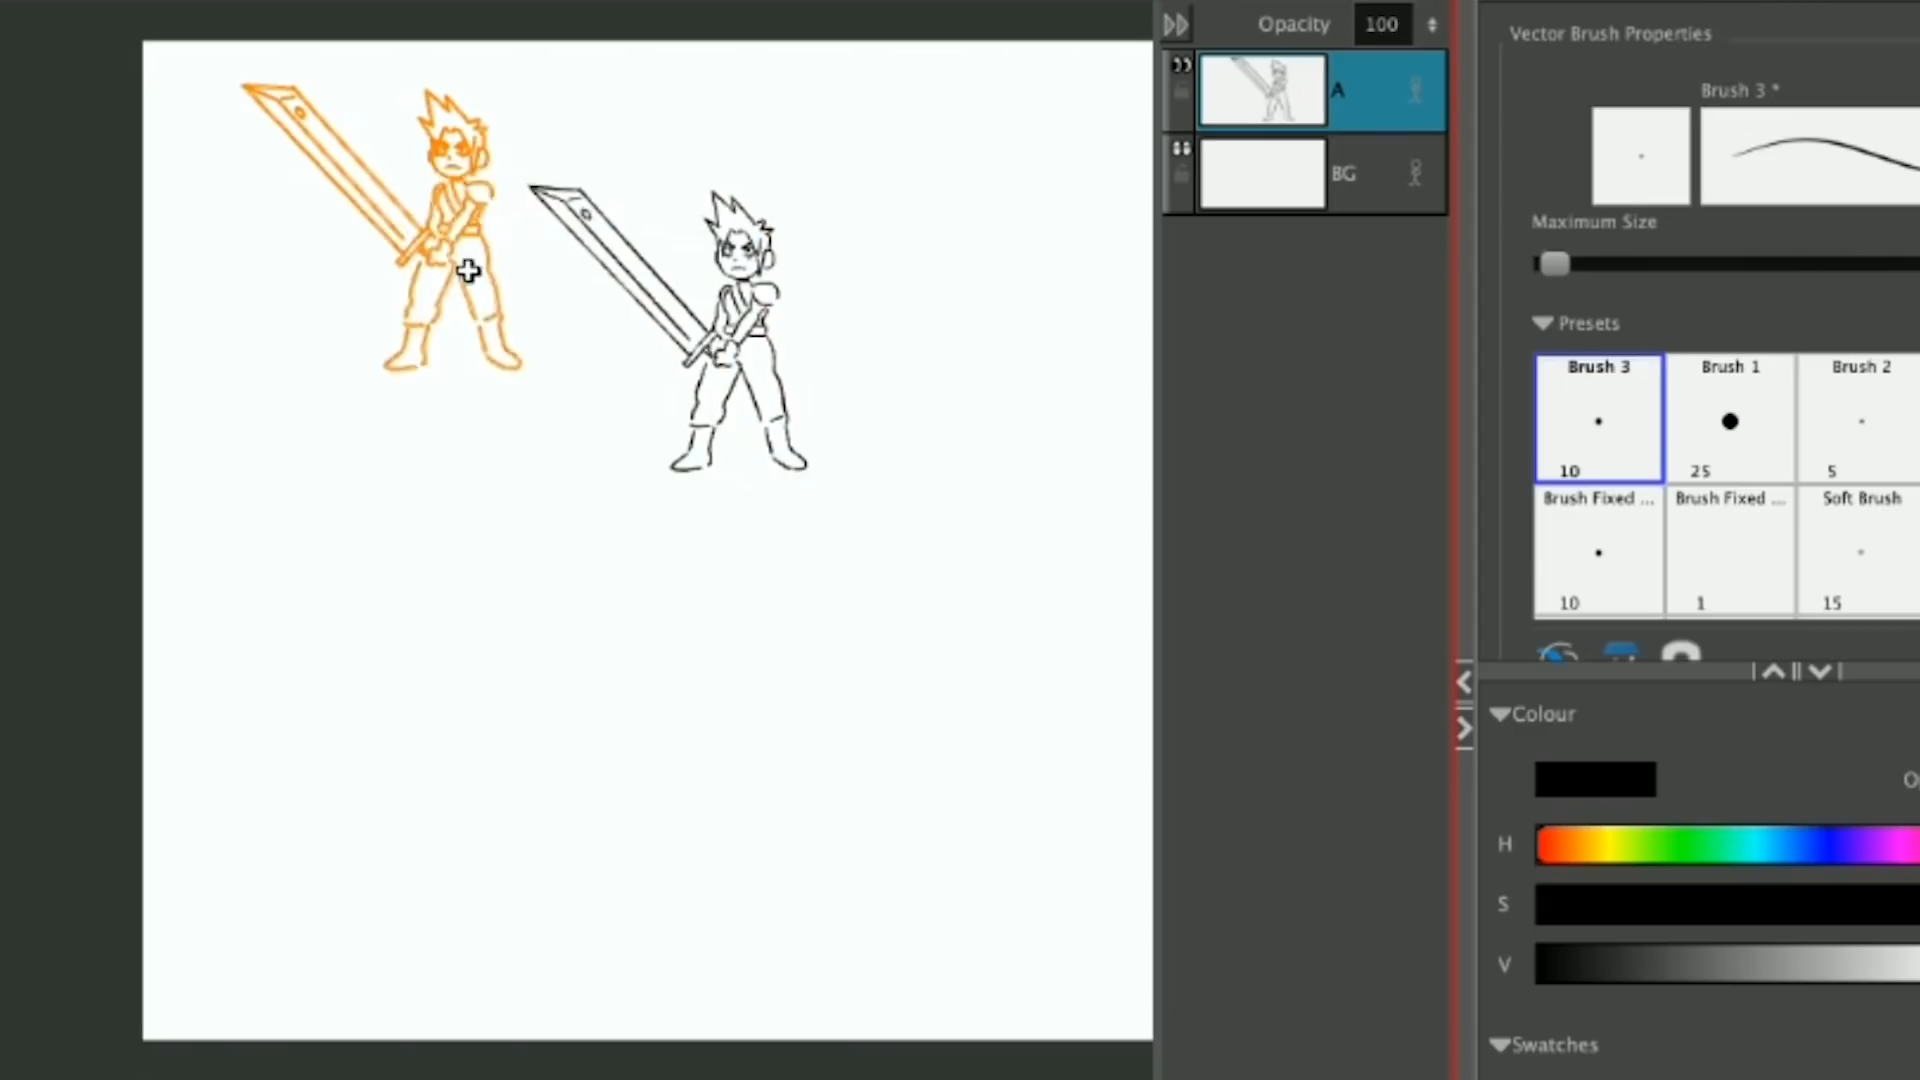 Opacity 100
A
BG
Vector Brush Properties
Brush 3 *
Maximum Size
Presets
Brush 3 Brush 1 Brush 2
10 25 5
Brush Fixed ... Brush Fixed ... Soft Brush
10 1 15
Colour
H
S
V
Swatches